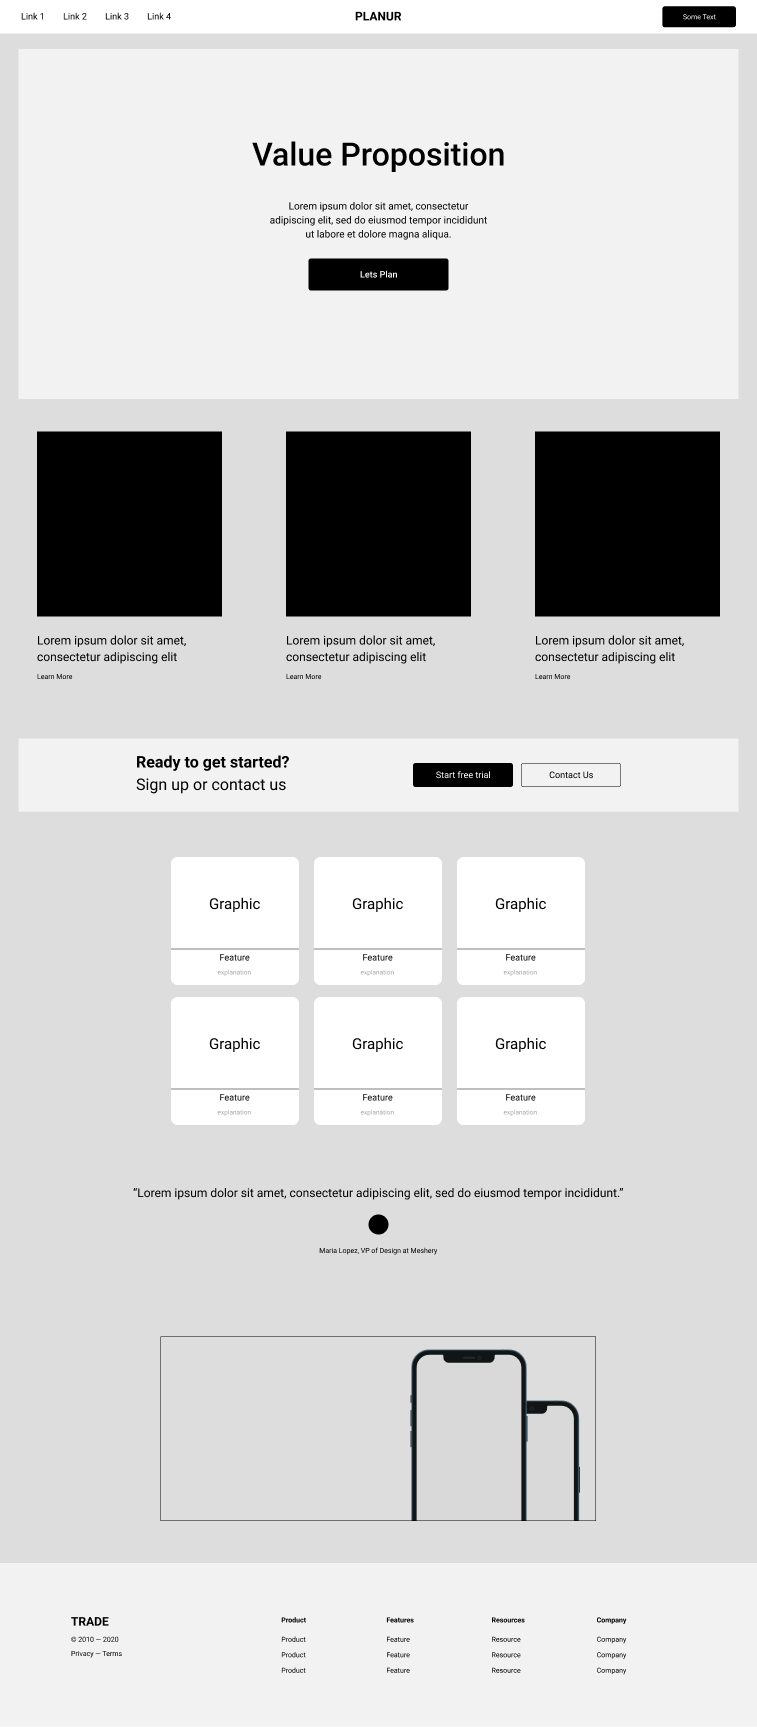 Link 1 Link 2 Link 3 Link 4 PLANUR Some Text
Value Proposition
Lorem ipsum dolor sit amet, consectetur
adipiscing elit, sed do eiusmod tempor incididunt
ut labore et dolore magna aliqua.
Lets Plan
Lorem ipsum dolor sit amet,
consectetur adipiscing elit
Learn More
Lorem ipsum dolor sit amet,
consectetur adipiscing elit
Learn More
Lorem ipsum dolor sit amet,
consectetur adipiscing elit
Learn More
Ready to get started?
Sign up or contact us
Start free trial
Contact Us
Graphic
Feature
explanation
Graphic
Feature
explanation
Graphic
Feature
explanation
Graphic
Feature
explanation
Graphic
Feature
explanation
Graphic
Feature
explanation
“Lorem ipsum dolor sit amet, consectetur adipiscing elit, sed do eiusmod tempor incididunt.”
Maria Lopez, VP of Design at Meshery
TRADE
© 2010 — 2020
Privacy — Terms
Product
Product
Product
Product
Features
Feature
Feature
Feature
Resources
Resource
Resource
Resource
Company
Company
Company
Company